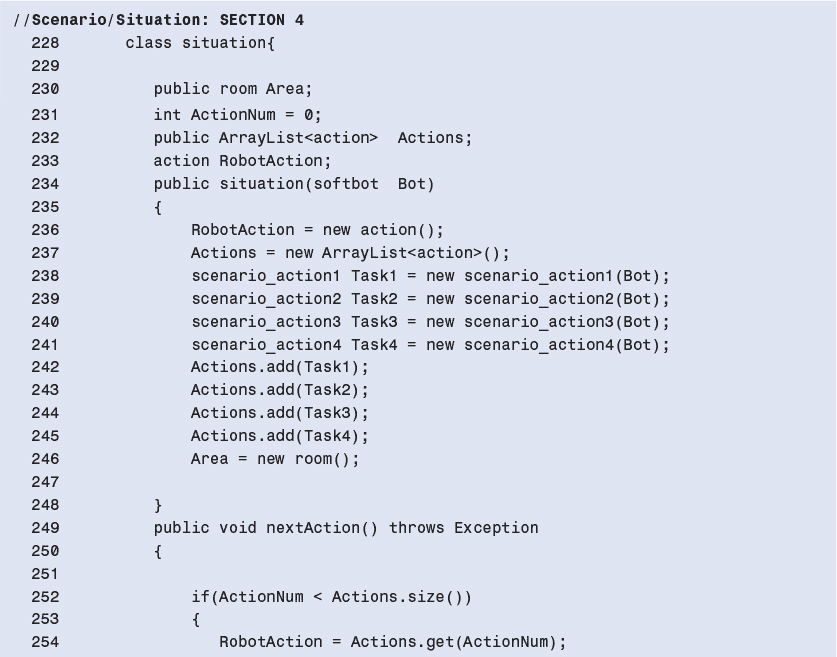 //Scenario/Situation: SECTION 4
228 class situation{
229
230 public room Area;
231 int ActionNum = 0;
232 public ArrayList<action> Actions;
233 action RobotAction;
234 public situation(softbot Bot)
235 {
236 RobotAction = new action();
237 Actions = new ArrayList<action>();
238 scenario_action1 Task1 = new scenario_action1(Bot);
239 scenario_action2 Task2 = new scenario_action2(Bot);
240 scenario_action3 Task3 = new scenario_action3(Bot);
241 scenario_action4 Task4 = new scenario_action4(Bot);
242 Actions.add(Task1);
243 Actions.add(Task2);
244 Actions.add(Task3);
245 Actions.add(Task4);
246 Area = new room();
247
248 }
249 public void nextAction() throws Exception
250 {
251
252 if(ActionNum < Actions.size())
253 {
254 RobotAction = Actions.get(ActionNum);